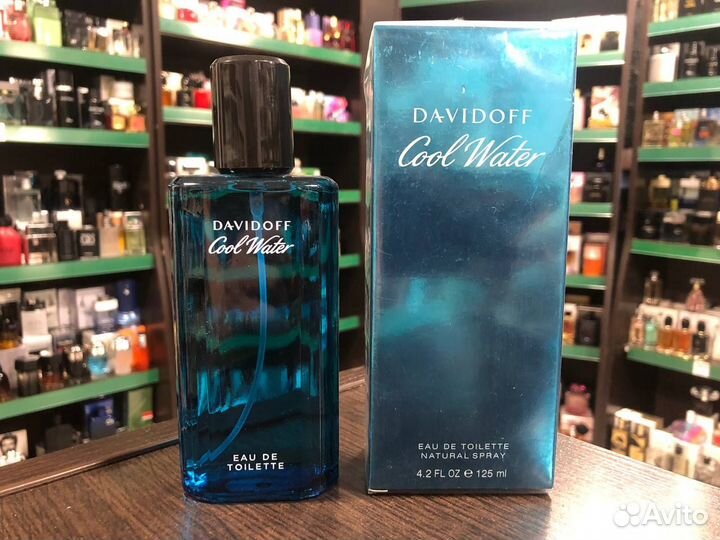 DAVIDOFF
Cool Water
EAU DE
TOILETTE
DAVIDOFF
Cool Water
EAU DE TOILETTE
NATURAL SPRAY
4.2 FL OZ e 125 ml
Avito